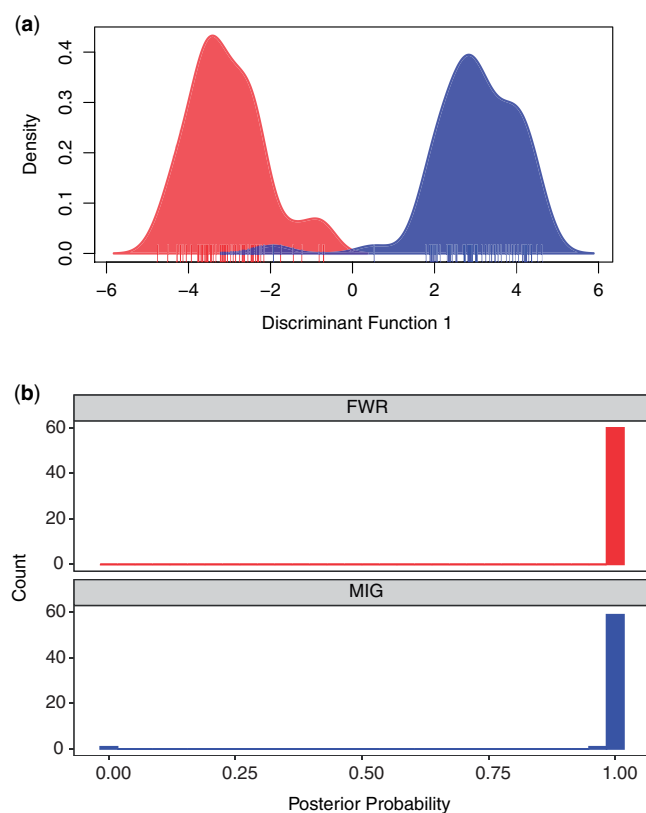 (a)
0.4
0.3
0.2
0.1
0.0
Density
−6 −4 −2 0 2 4 6
Discriminant Function 1
(b)
FWR
60
40
20
0
Count
MIG
60
40
20
0
0.00 0.25 0.50 0.75 1.00
Posterior Probability